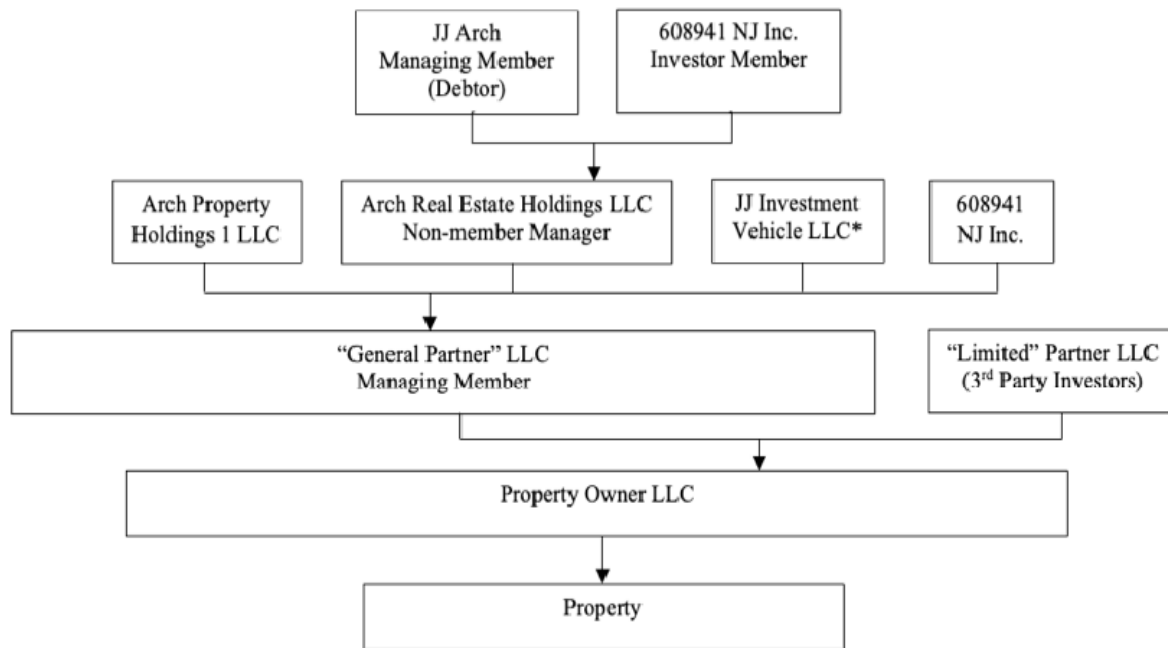 JJ Arch
Managing Member
(Debtor)
608941 NJ Inc.
Investor Member
Arch Property
Holdings 1 LLC
Arch Real Estate Holdings LLC
Non-member Manager
JJ Investment
Vehicle LLC*
608941
NJ Inc.
“General Partner” LLC
Managing Member
“Limited” Partner LLC
(3rd Party Investors)
Property Owner LLC
Property